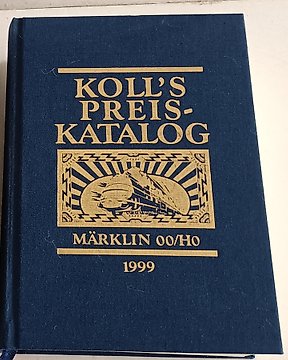 KOLL'S
PREIS-
KATALOG
MÄRKLIN 00/H0
1999